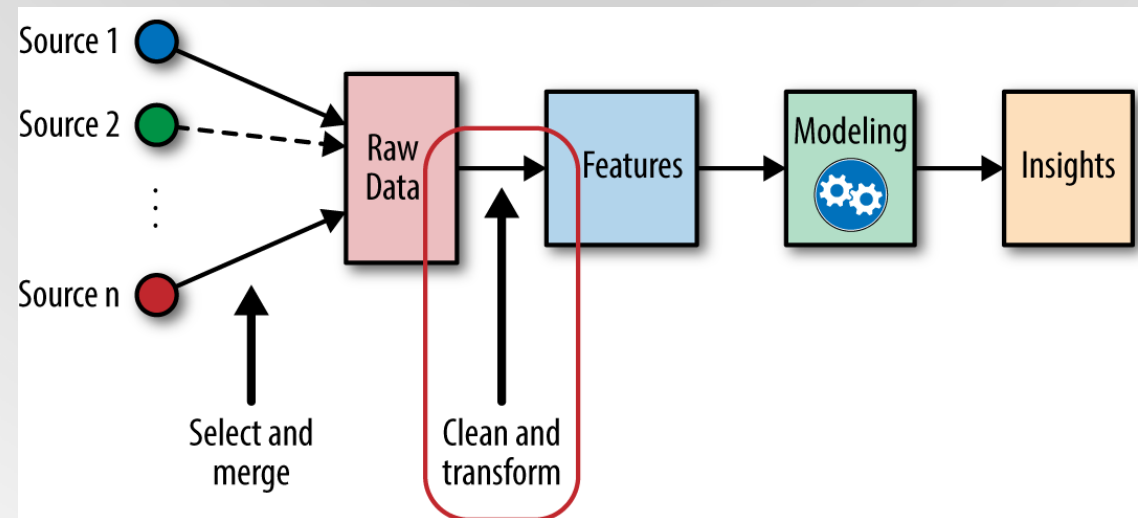 Source 1
Source 2
Source n
Raw
Data
Features
Modeling
Insights
Select and
merge
Clean and
transform